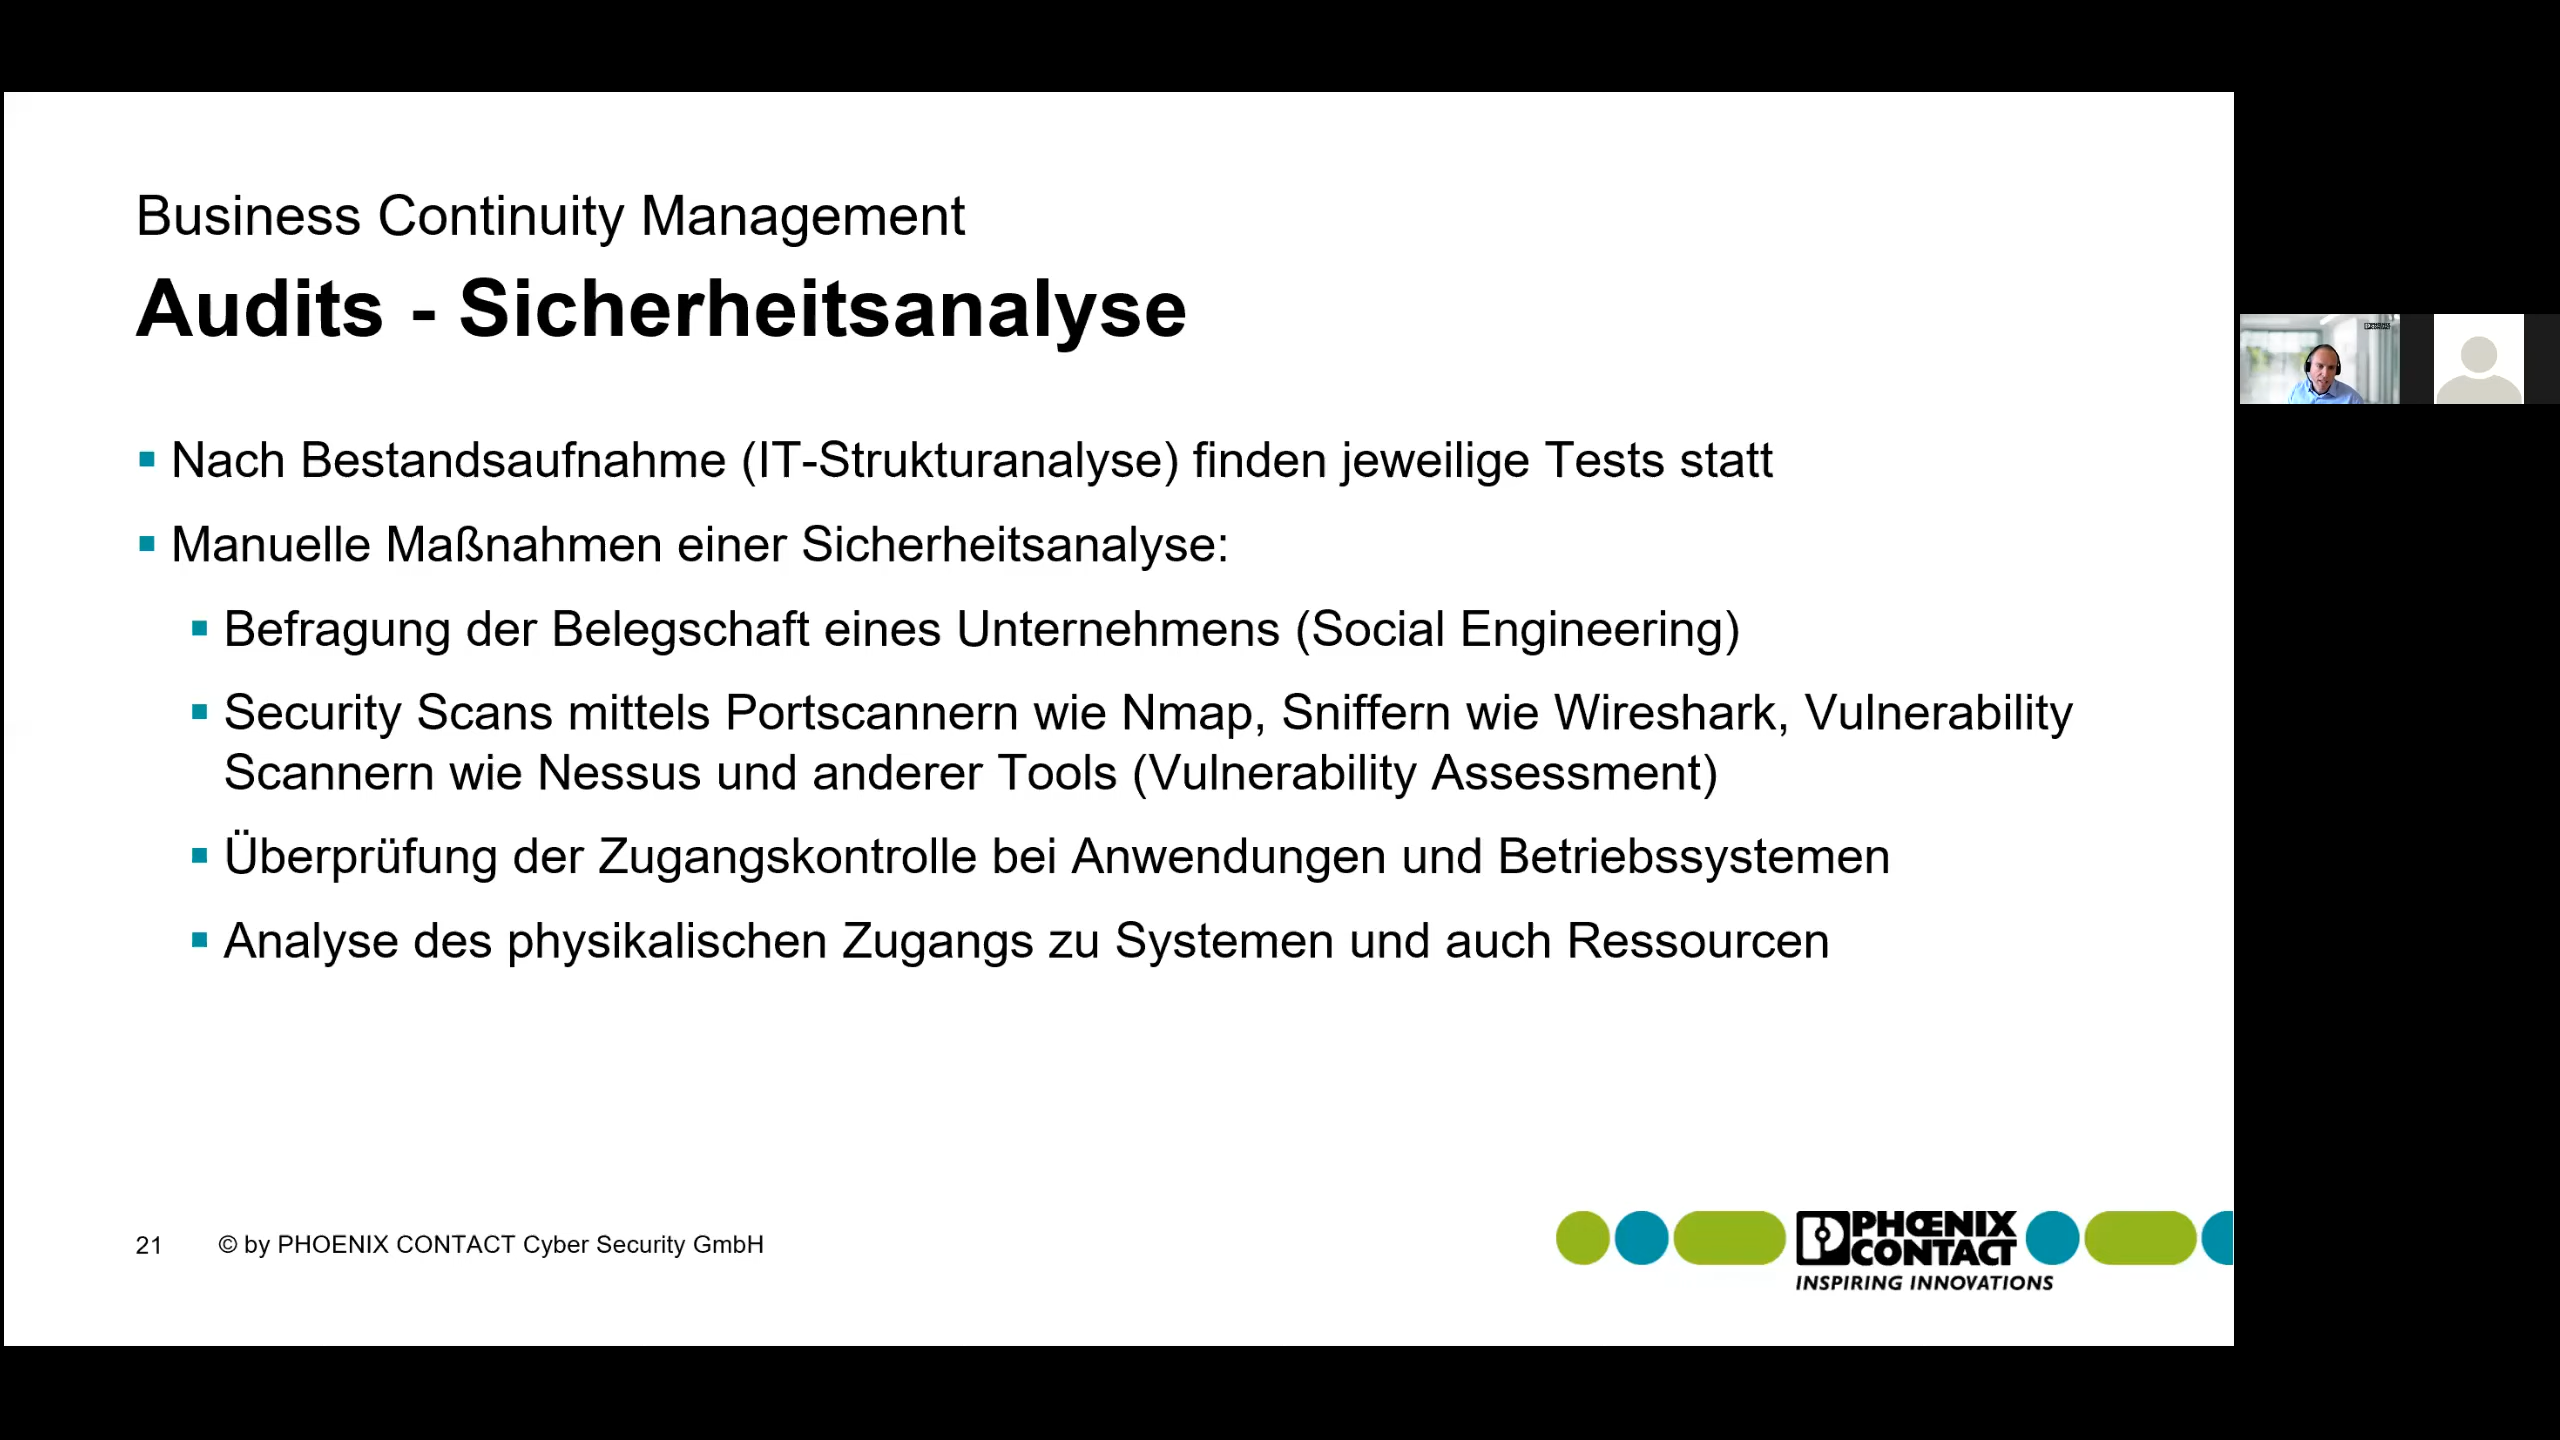 Business Continuity Management
Audits - Sicherheitsanalyse
Nach Bestandsaufnahme (IT-Strukturanalyse) finden jeweilige Tests statt
Manuelle Maßnahmen einer Sicherheitsanalyse:
Befragung der Belegschaft eines Unternehmens (Social Engineering)
Security Scans mittels Portscannern wie Nmap, Sniffern wie Wireshark, Vulnerability
Scannern wie Nessus und anderer Tools (Vulnerability Assessment)
Überprüfung der Zugangskontrolle bei Anwendungen und Betriebssystemen
Analyse des physikalischen Zugangs zu Systemen und auch Ressourcen
21 © by PHOENIX CONTACT Cyber Security GmbH
PHŒNIX
CONTACT
INSPIRING INNOVATIONS